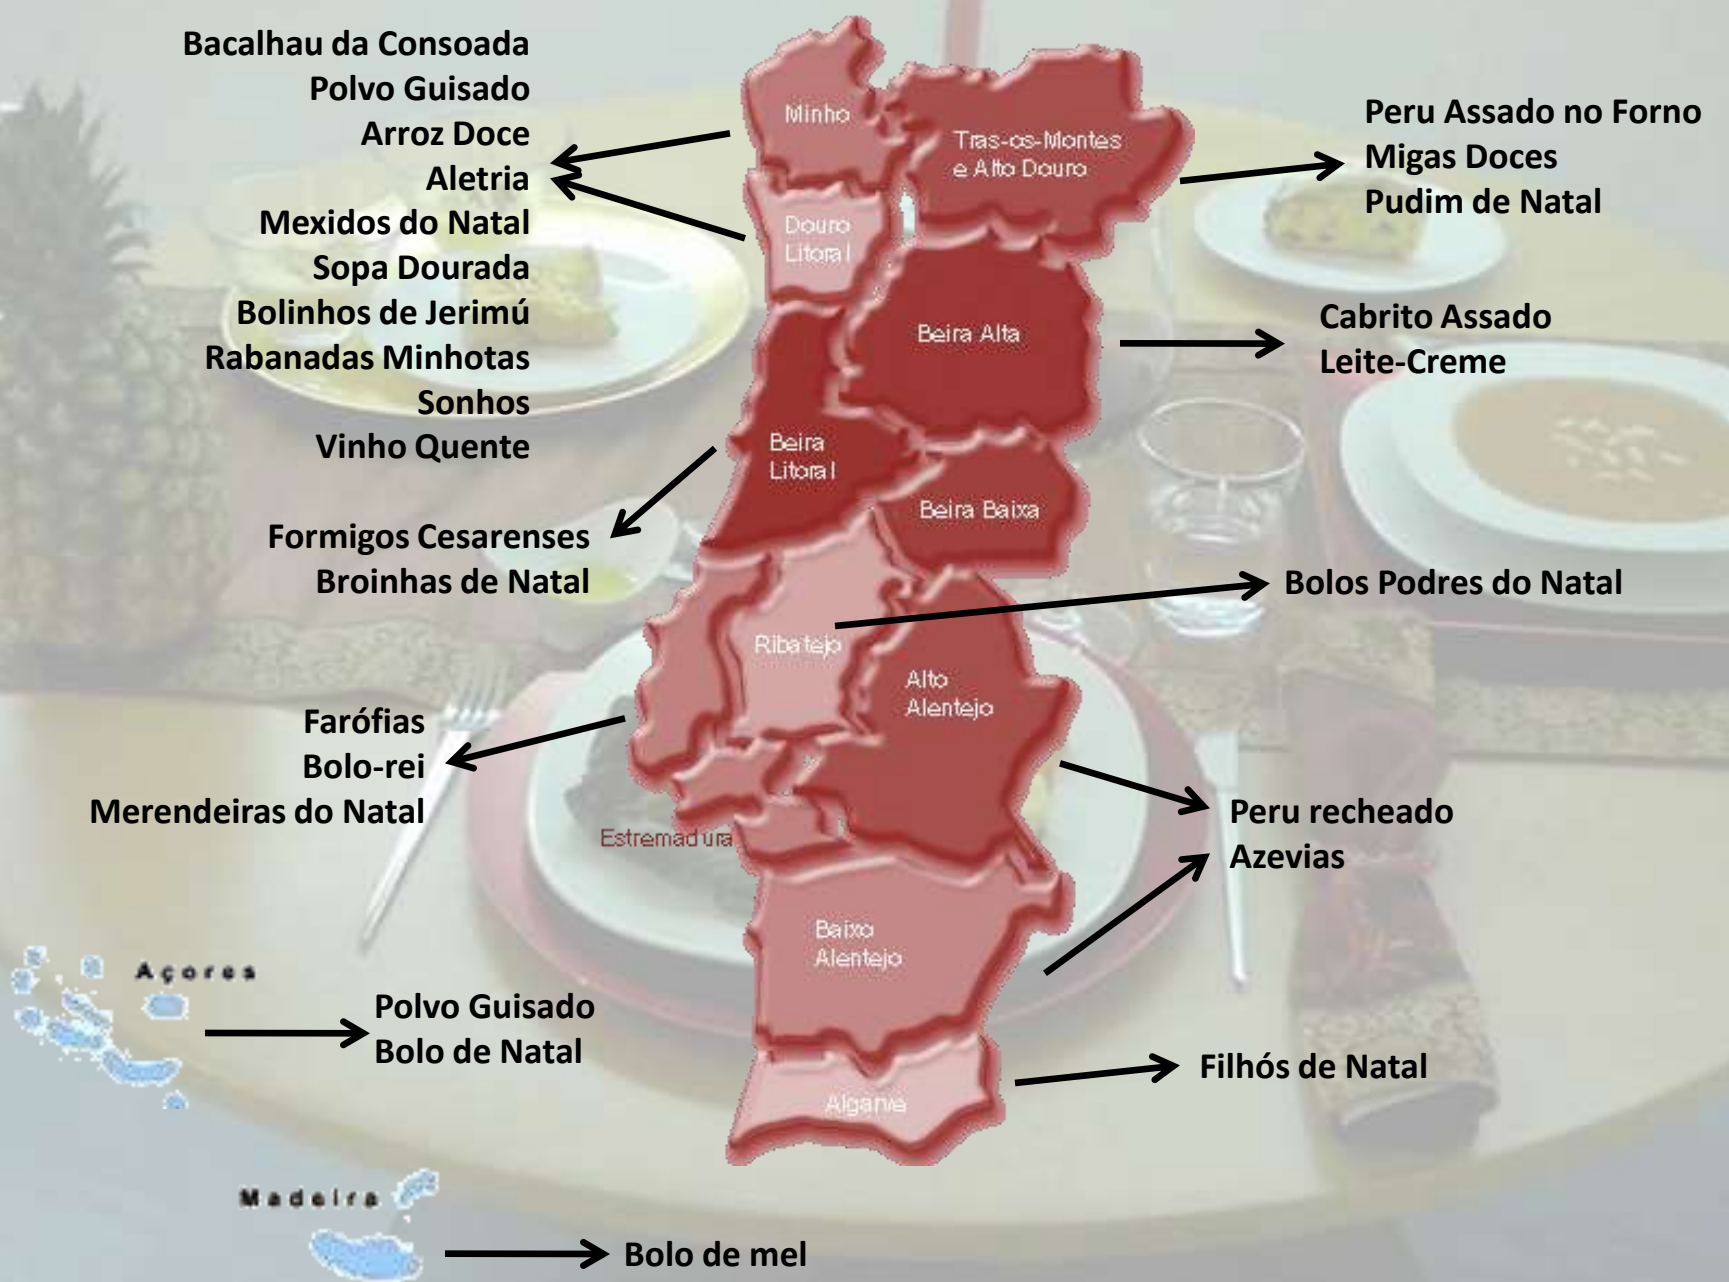 Bacalhau da Consoada
Polvo Guisado
Arroz Doce
Aletria
Mexidos do Natal
Sopa Dourada
Bolinhos de Jerimú
Rabanadas Minhotas
Sonhos
Vinho Quente
Formigos Cesarenses
Broinhas de Natal
Farófias
Bolo-rei
Merendeiras do Natal
Minho
Tras-os-Montes
e Alto Douro
Douro
Litoral
Beira Alta
Beira
Litoral
Beira Baixa
Ribatejo
Alto
Alentejo
Estremadura
Baixo
Alentejo
Algarve
Peru Assado no Forno
Migas Doces
Pudim de Natal
Cabrito Assado
Leite-Creme
Bolos Podres do Natal
Peru recheado
Azevias
Filhós de Natal
Açores
Polvo Guisado
Bolo de Natal
Madeira
Bolo de mel